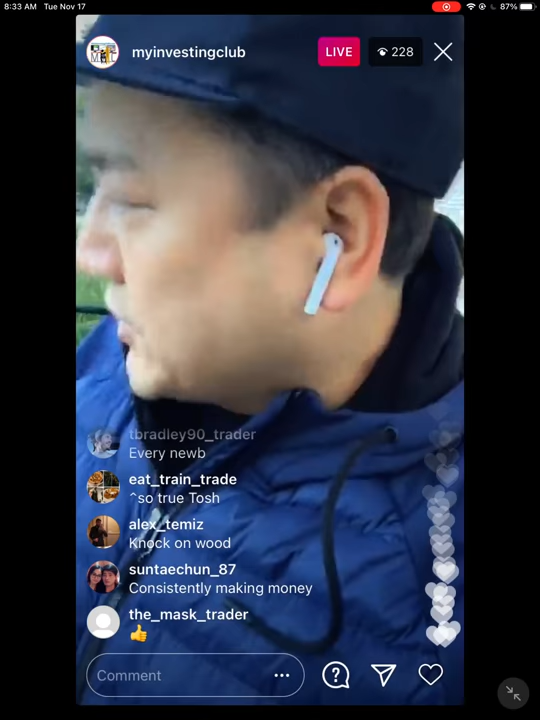 8:33 AM Tue Nov 17
87%
myinvestingclub
LIVE
228
tbradley90_trader
Every newb
eat_train_trade
^so true Tosh
alex_temiz
Knock on wood
suntaechun_87
Consistently making money
the_mask_trader
👍
Comment